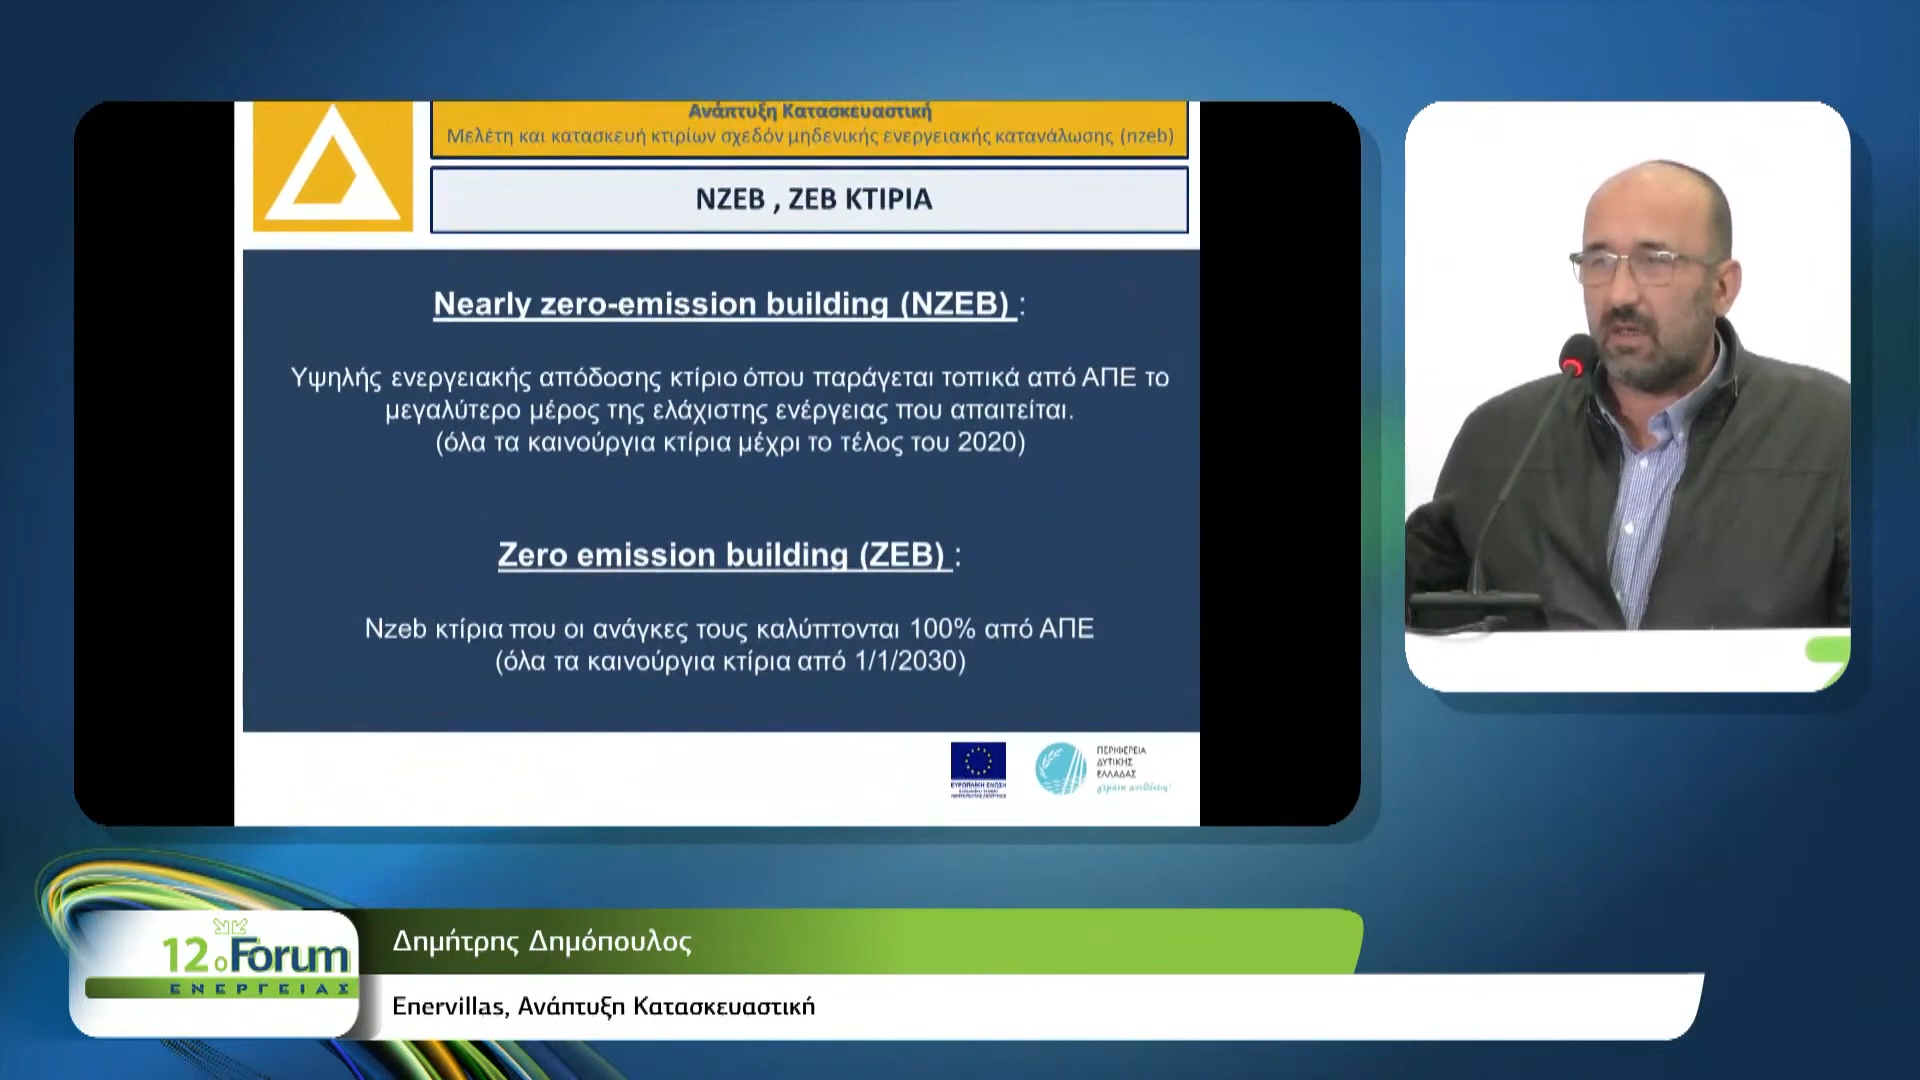 Ανάπτυξη Κατασκευαστική
Μελέτη και κατασκευή κτιρίων σχεδόν μηδενικής ενεργειακής κατανάλωσης (nzeb)
NZEB , ZEB ΚΤΙΡΙΑ
Nearly zero-emission building (NZEB) :
Υψηλής ενεργειακής απόδοσης κτίριο όπου παράγεται τοπικά από ΑΠΕ το
μεγαλύτερο μέρος της ελάχιστης ενέργειας που απαιτείται.
(όλα τα καινούργια κτίρια μέχρι το τέλος του 2020)
Zero emission building (ZEB) :
Nzeb κτίρια που οι ανάγκες τους καλύπτονται 100% από ΑΠΕ
(όλα τα καινούργια κτίρια από 1/1/2030)
ΕΥΡΩΠΑΪΚΗ ΕΝΩΣΗ
ΠΕΡΙΦΕΡΕΙΑ
ΔΥΤΙΚΗΣ
ΕΛΛΑΔΑΣ
12ο Forum
ΕΝΕΡΓΕΙΑΣ
Δημήτρης Δημόπουλος
Enervillas, Ανάπτυξη Κατασκευαστική